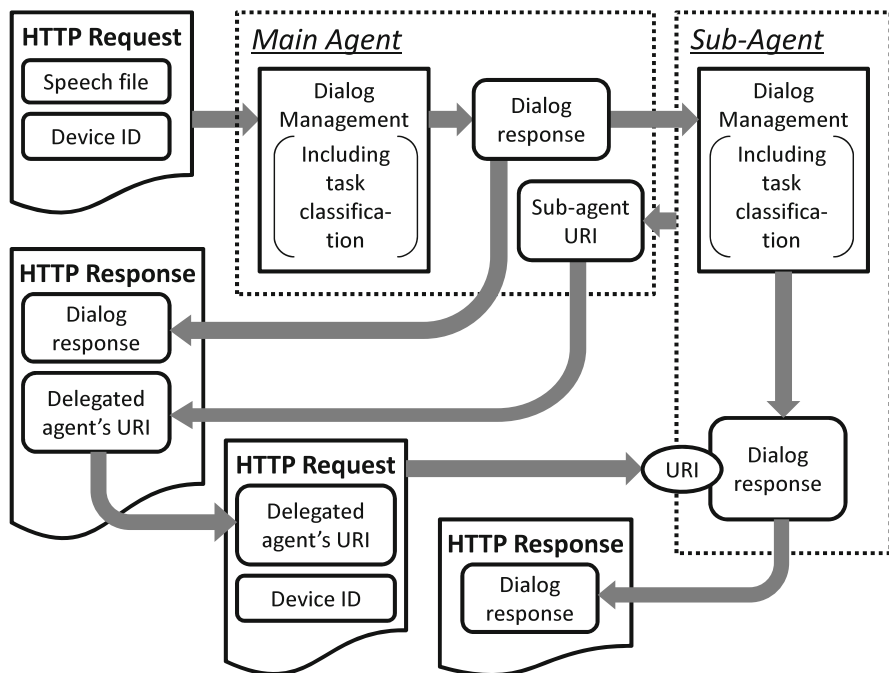 HTTP Request
Speech file
Device ID
Main Agent
Dialog
Management
Including
task
classifica-
tion
Dialog
response
Sub-agent
URI
Sub-Agent
Dialog
Management
Including
task
classifica-
tion
HTTP Response
Dialog
response
Delegated
agent's URI
HTTP Request
Delegated
agent's URI
Device ID
URI
Dialog
response
HTTP Response
Dialog
response